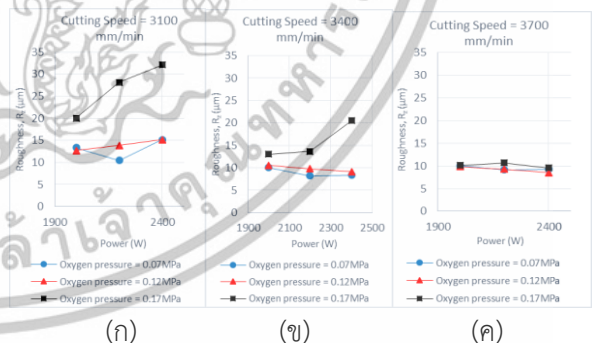 Cutting Speed = 3100
mm/min
Roughness, Rz (μm)
35
30
25
20
15
10
5
0
1900
2400
Power (W)
Oxygen pressure = 0.07MPa
Oxygen pressure = 0.12MPa
Oxygen pressure = 0.17MPa
(ก)
Cutting Speed = 3400
mm/min
Roughness, Rz (μm)
35
30
25
20
15
10
5
0
1900
2100
2300
2500
Power (W)
Oxygen pressure = 0.07MPa
Oxygen pressure = 0.12MPa
Oxygen pressure = 0.17MPa
(ข)
Cutting Speed = 3700
mm/min
Roughness, Rz (μm)
35
30
25
20
15
10
5
0
1900
2400
Power (W)
Oxygen pressure = 0.07MPa
Oxygen pressure = 0.12MPa
Oxygen pressure = 0.17MPa
(ค)